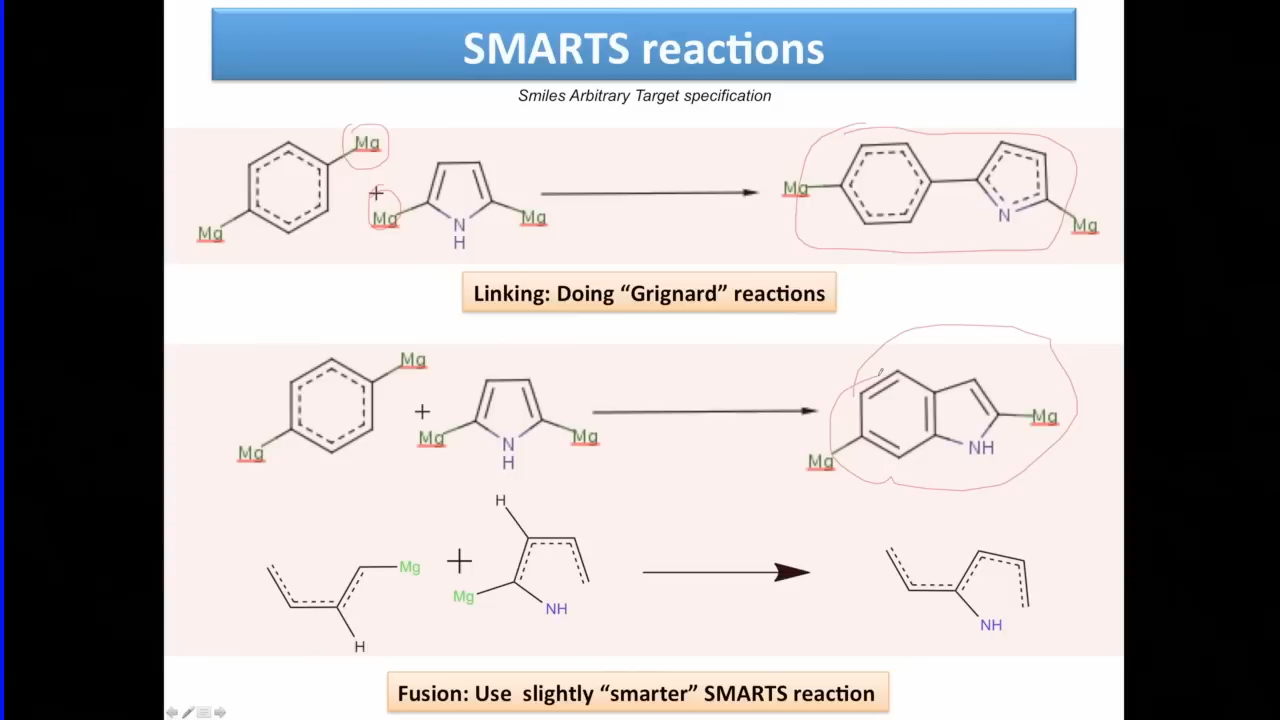 SMARTS reactions
Smiles Arbitrary Target specification
Mg
Mg
+
Mg
N
H
Mg
Mg
N
Mg
Linking: Doing “Grignard” reactions
Mg
Mg
+
Mg
N
H
Mg
Mg
NH
Mg
H
Mg
H
+
Mg
NH
NH
Fusion: Use slightly “smarter” SMARTS reaction